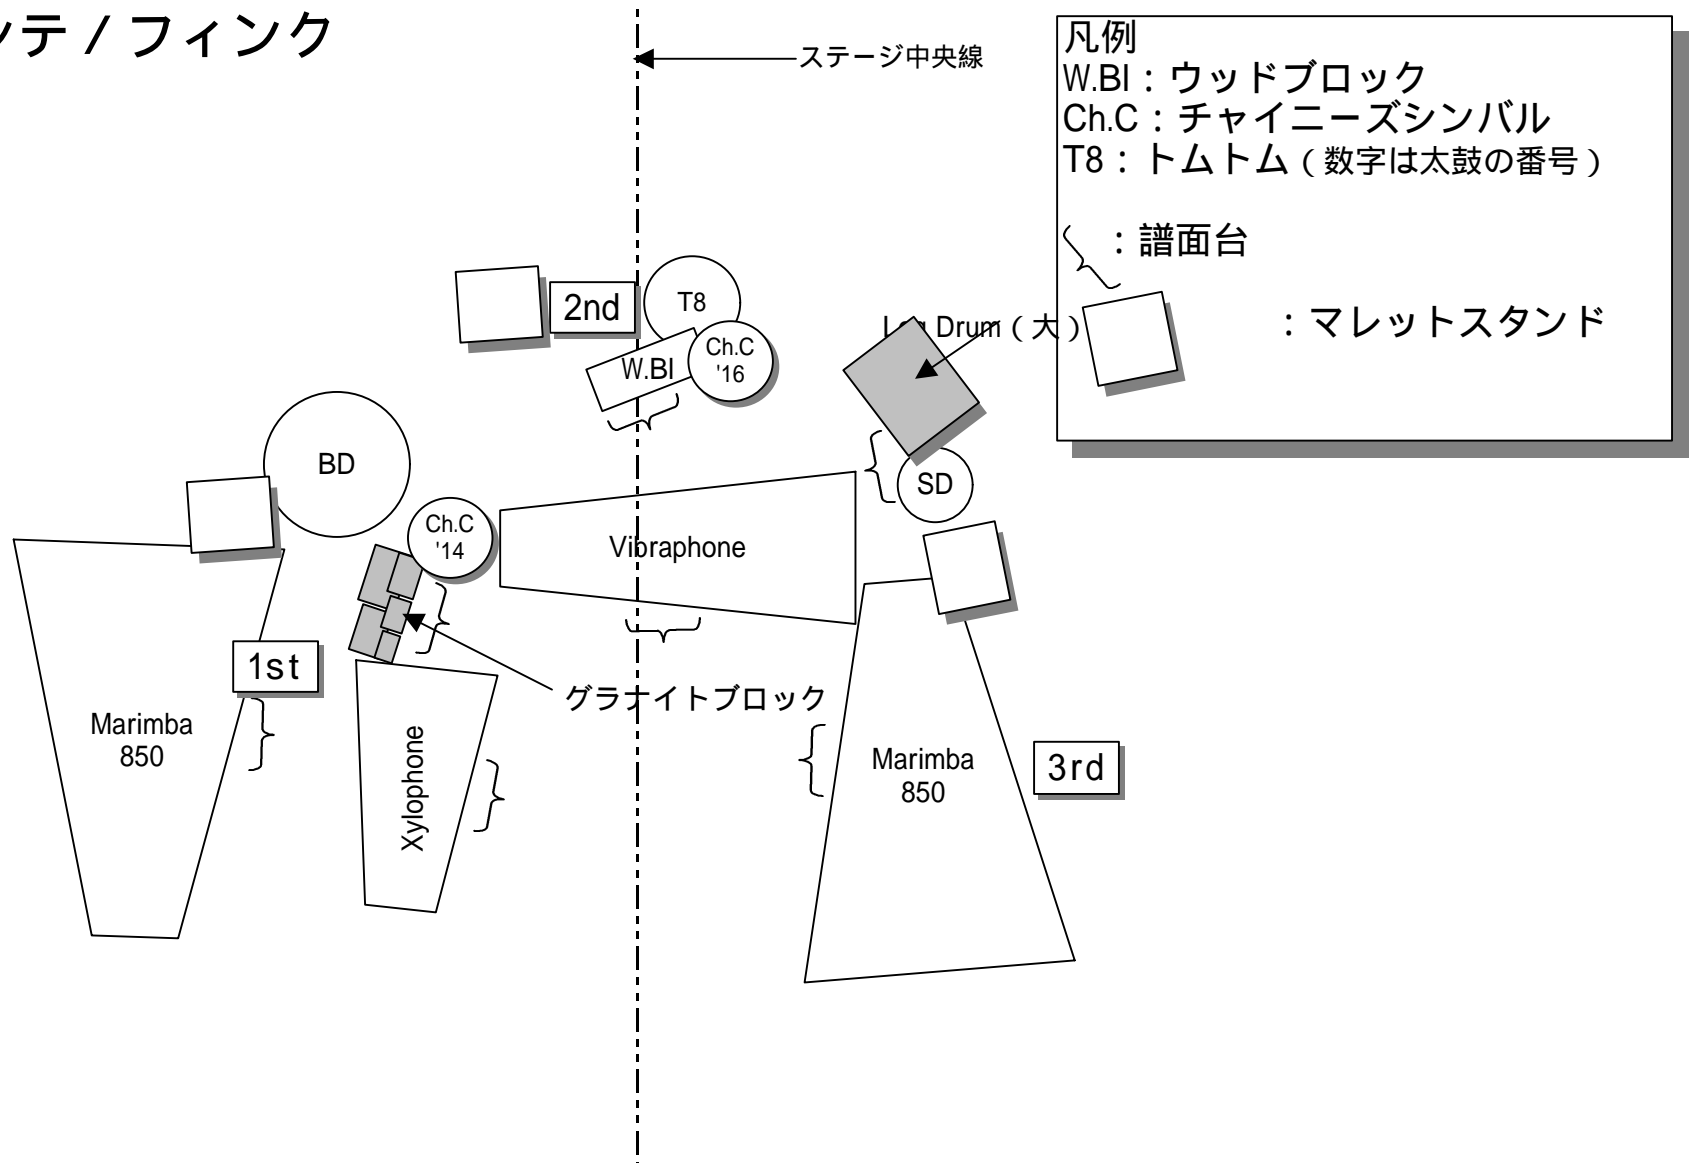 ンテ / フィンク
ステージ中央線
凡例
W.Bl：ウッドブロック
Ch.C：チャイニーズシンバル
T8：トムトム（数字は太鼓の番号）
：譜面台
：マレットスタンド
2nd
T8
W.Bl
Ch.C
'16
Log Drum（大）
BD
SD
Ch.C
'14
Vibraphone
1st
グラナイトブロック
Marimba
850
Xylophone
Marimba
850
3rd